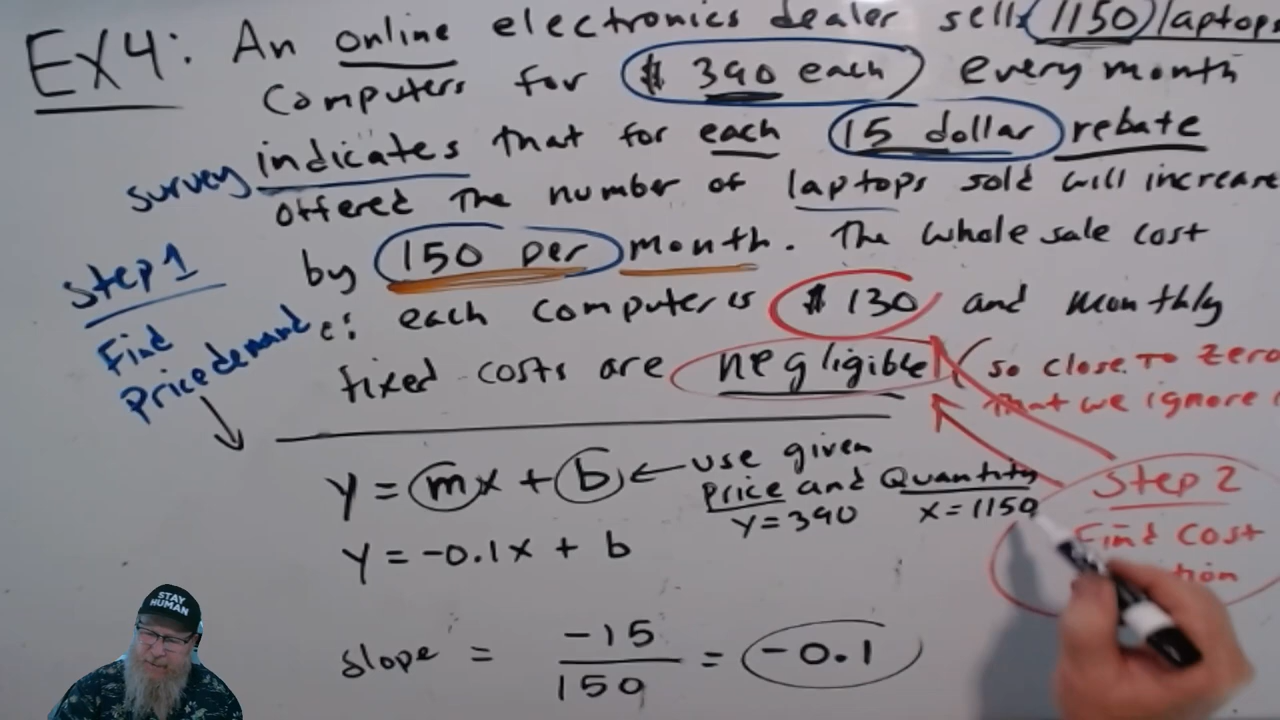 EX4: An online electronics dealer sells 1150 laptops
computers for $390 each every month
survey indicates that for each 15 dollar rebate
offered the number of laptops sold will increase
by 150 per month. The whole sale cost
e: each computer is $130 and monthly
fixed costs are negligible (so close to zero
that we ignore
Step 1
Find
Price demand
y = mx + b ← use given
Price and Quantity
y=390 x=1150
y = -0.1x + b
slope = -15/150 = -0.1
Step 2
Find Cost
STAY
HUMAN